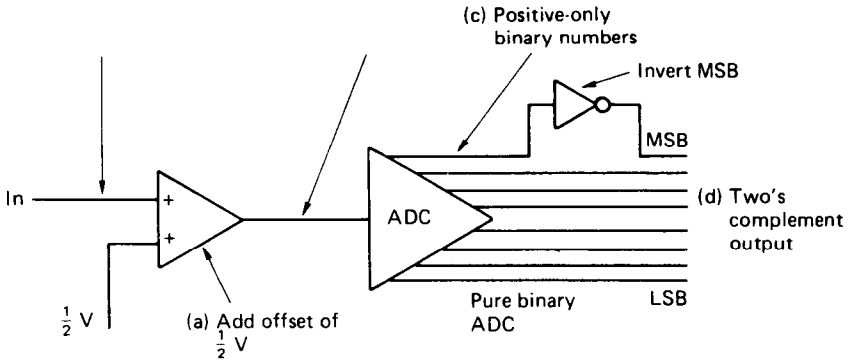 (c) Positive-only
binary numbers
Invert MSB
MSB
In
+
+
ADC
(d) Two's
complement
output
½ V
(a) Add offset of
½ V
Pure binary
ADC
LSB